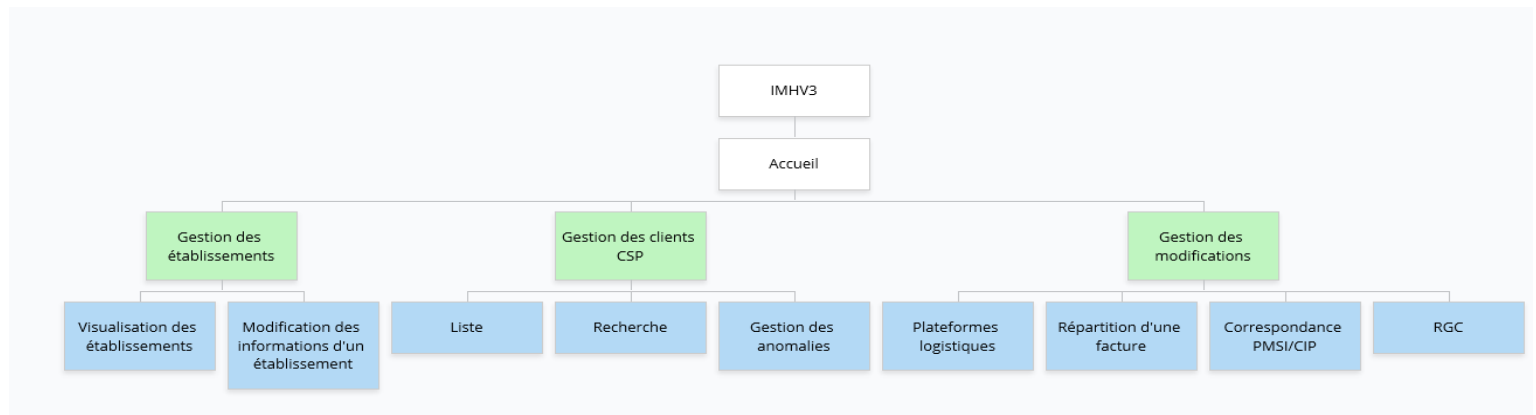 IMHV3
Accueil
Gestion des
établissements
Gestion des clients
CSP
Gestion des
modifications
Visualisation des
établissements
Modification des
informations d'un
établissement
Liste
Recherche
Gestion des
anomalies
Plateformes
logistiques
Répartition d'une
facture
Correspondance
PMSI/CIP
RGC